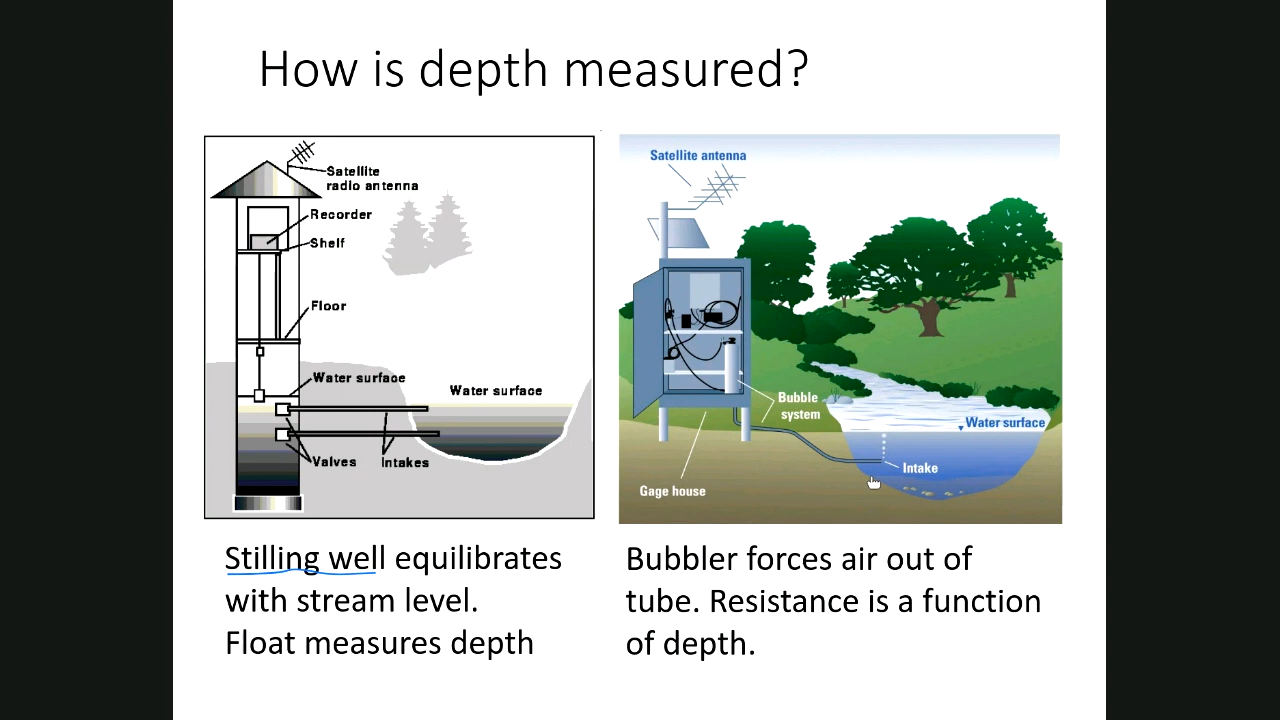 How is depth measured?
Satellite
radio antenna
Recorder
Shelf
Floor
Water surface
Water surface
Valves
Intakes
Satellite antenna
Bubble
system
Water surface
Intake
Gage house
Stilling well equilibrates
with stream level.
Float measures depth
Bubbler forces air out of
tube. Resistance is a function
of depth.